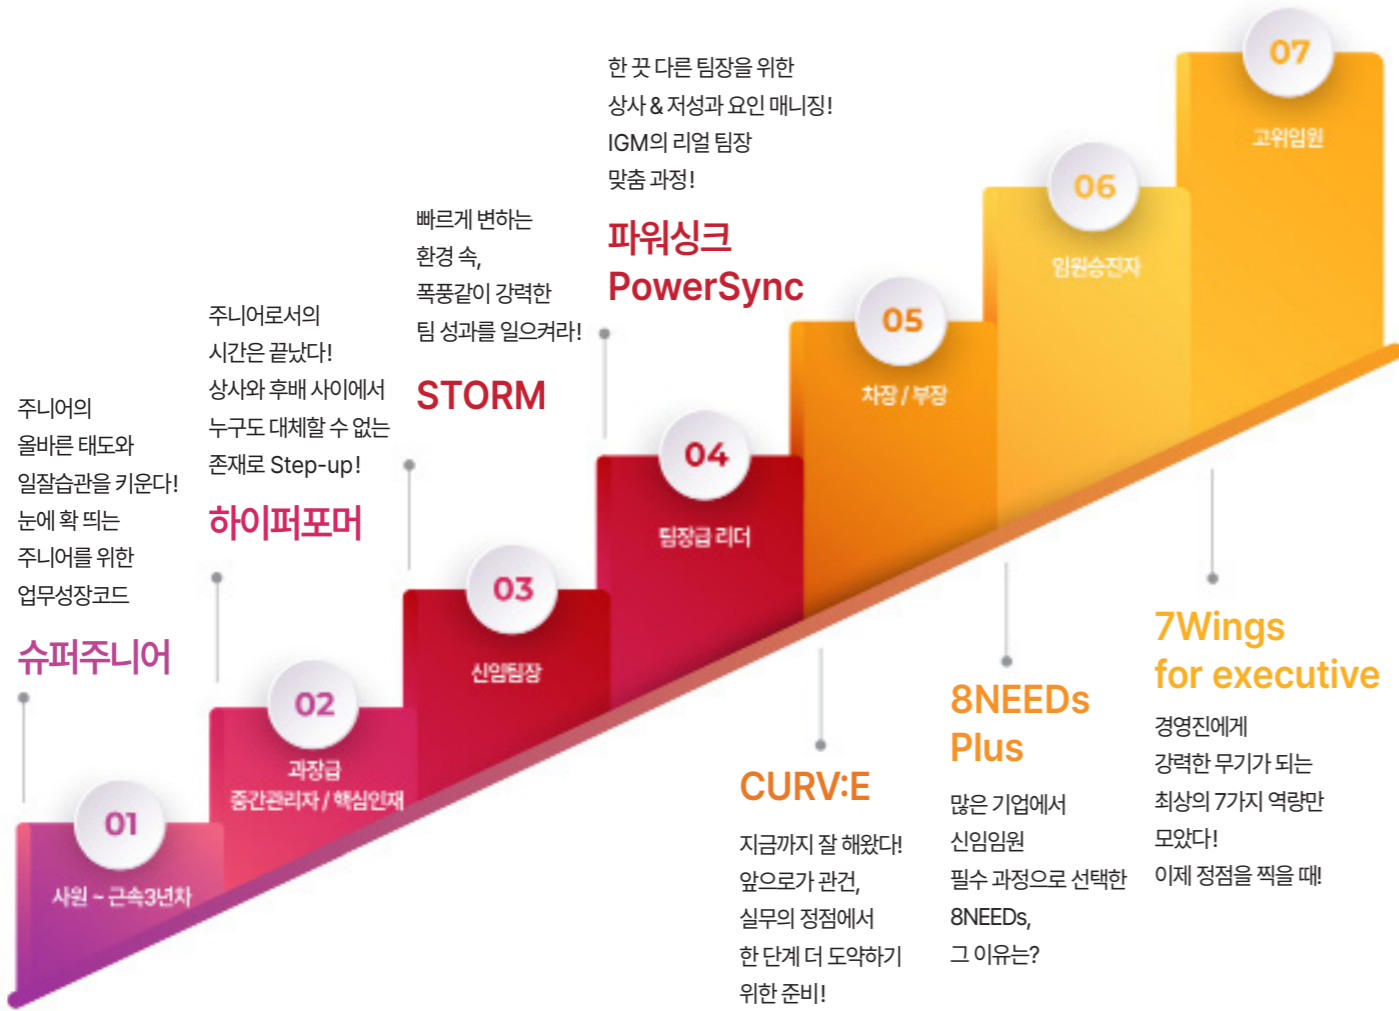 주니어의
올바른 태도와
일잘습관을 키운다!
눈에 확 띄는
주니어를 위한
업무성장코드
슈퍼주니어
01
사원 ~ 근속3년차
주니어로서의
시간은 끝났다!
상사와 후배 사이에서
누구도 대체할 수 없는
존재로 Step-up!
하이퍼포머
02
과장급
중간관리자 / 핵심인재
빠르게 변하는
환경 속,
폭풍같이 강력한
팀 성과를 일으켜라!
STORM
03
신임팀장
한 끗 다른 팀장을 위한
상사 & 저성과 요인 매니징!
IGM의 리얼 팀장
맞춤 과정!
파워싱크
PowerSync
04
팀장급 리더
05
차장 / 부장
CURV:E
지금까지 잘 해왔다!
앞으로가 관건,
실무의 정점에서
한 단계 더 도약하기
위한 준비!
06
임원승진자
8NEEDs
Plus
많은 기업에서
신임임원
필수 과정으로 선택한
8NEEDs,
그 이유는?
07
고위임원
7Wings
for executive
경영진에게
강력한 무기가 되는
최상의 7가지 역량만
모았다!
이제 정점을 찍을 때!